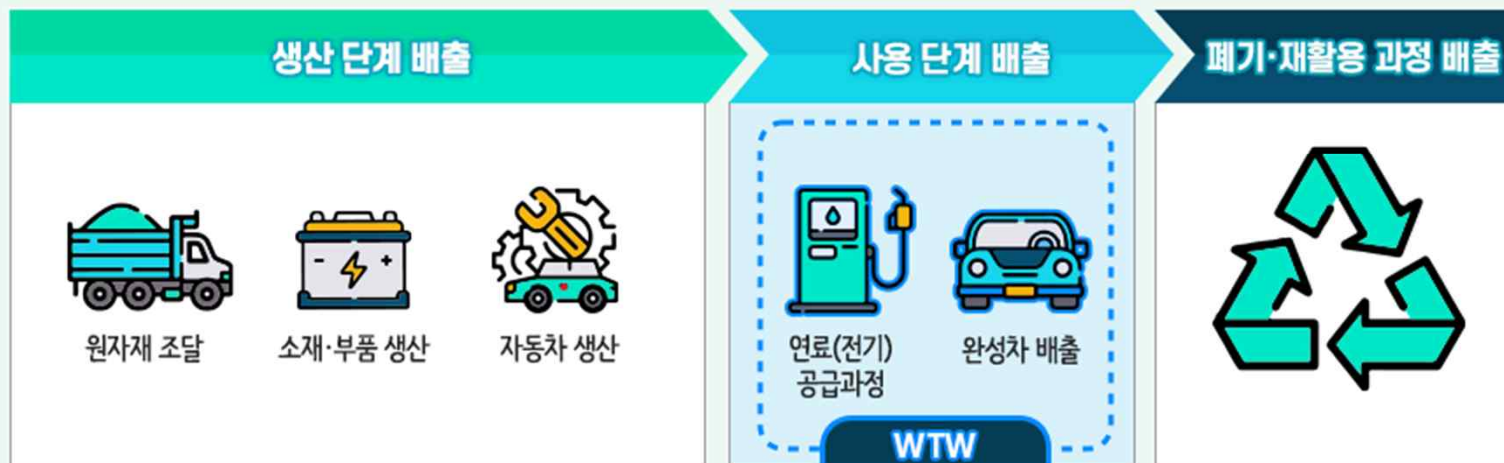 생산 단계 배출
사용 단계 배출
폐기·재활용 과정 배출
원자재 조달
소재·부품 생산
자동차 생산
연료(전기)
공급과정
완성차 배출
WTW